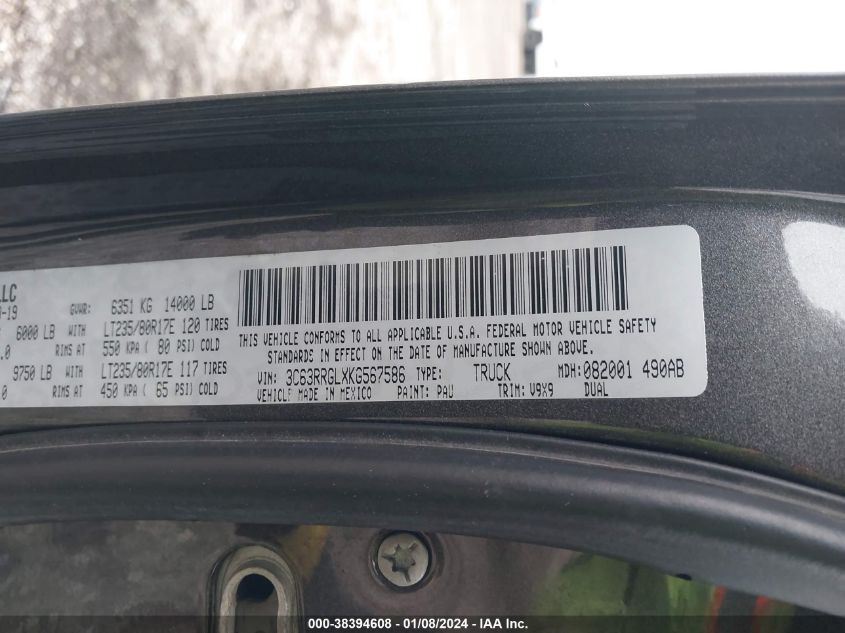 LLC
-19
GVWR: 6351 KG 14000 LB
6000 LB WITH LT235/80R17E 120 TIRES
.0 RIMS AT 550 KPA ( 80 PSI) COLD
9750 LB WITH LT235/80R17E 117 TIRES
0 RIMS AT 450 KPA ( 65 PSI) COLD
THIS VEHICLE CONFORMS TO ALL APPLICABLE U.S.A. FEDERAL MOTOR VEHICLE SAFETY
STANDARDS IN EFFECT ON THE DATE OF MANUFACTURE SHOWN ABOVE.
VIN: 3C63RRGLXKG567586 TYPE: TRUCK MDH: 082001 490AB
VEHICLE MADE IN MEXICO PAINT: PAU TRIM: V9X9 DUAL
000-38394608 - 01/08/2024 - IAA Inc.